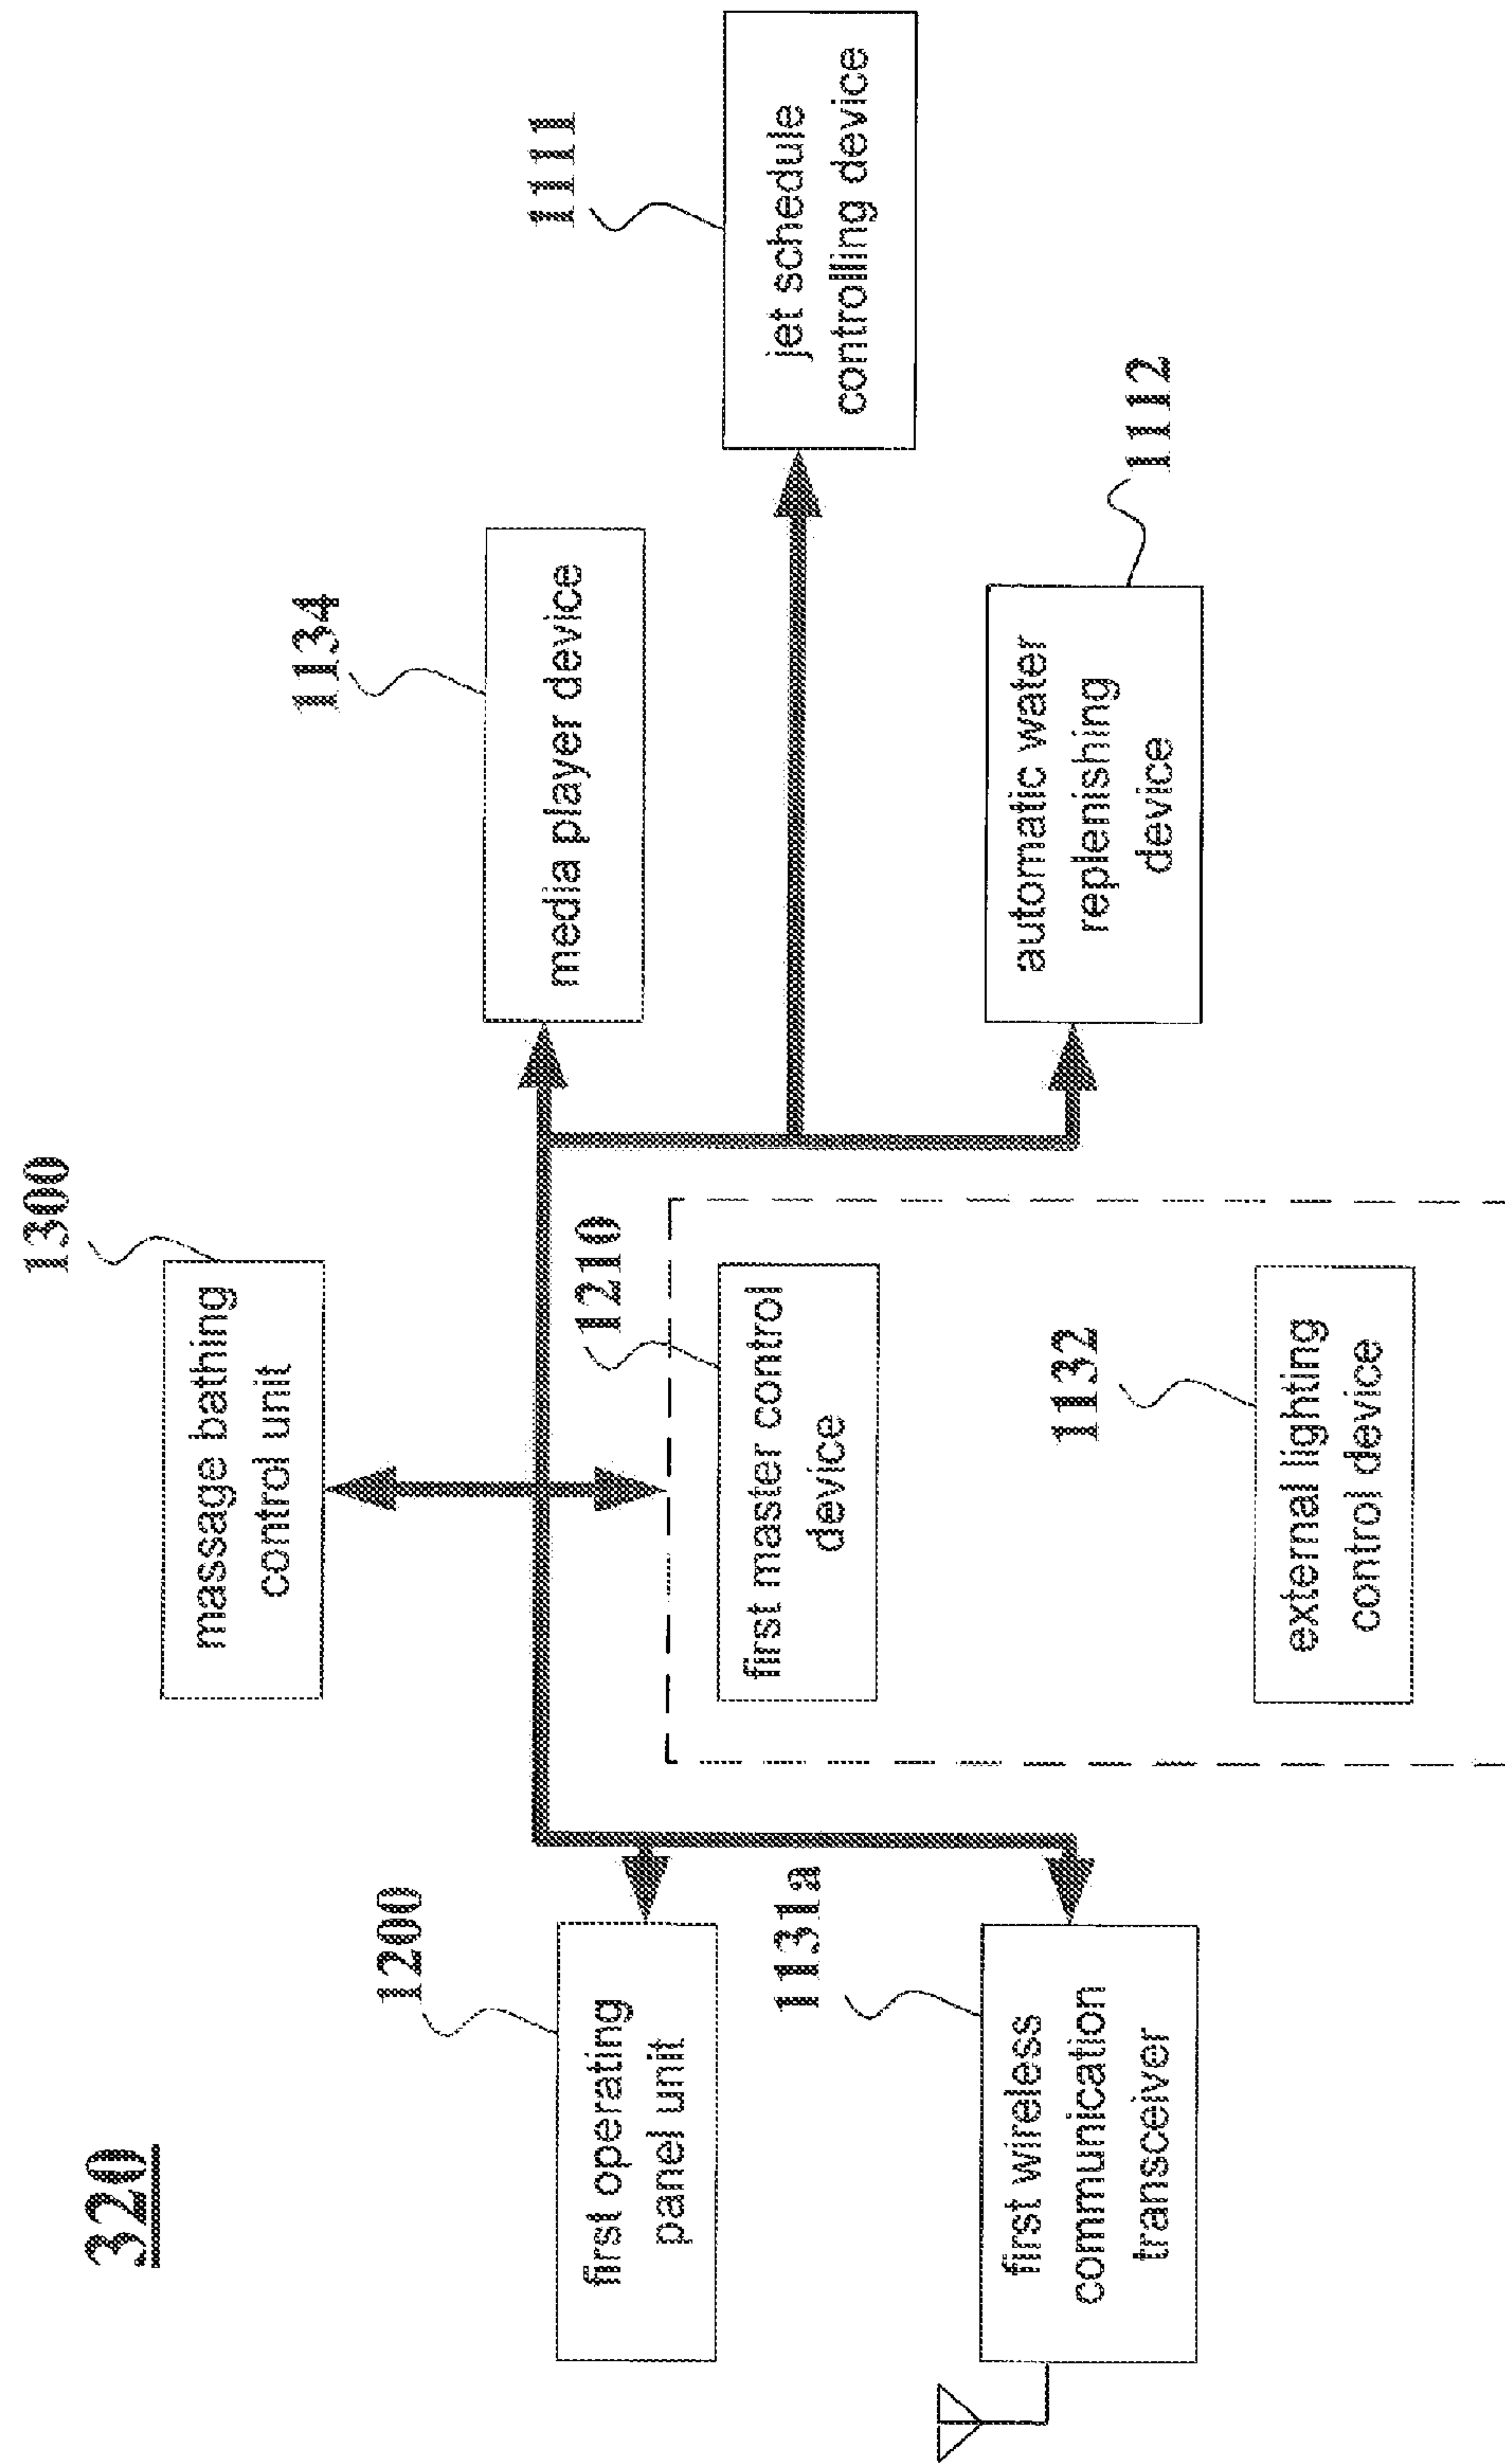 320
1300
massage bathing
control unit
1134
media player device
1200
first operating
panel unit
1210
first master control
device
1111
jet schedule
controlling device
1131a
first wireless
communication
transceiver
1132
external lighting
control device
1112
automatic water
replenishing
device